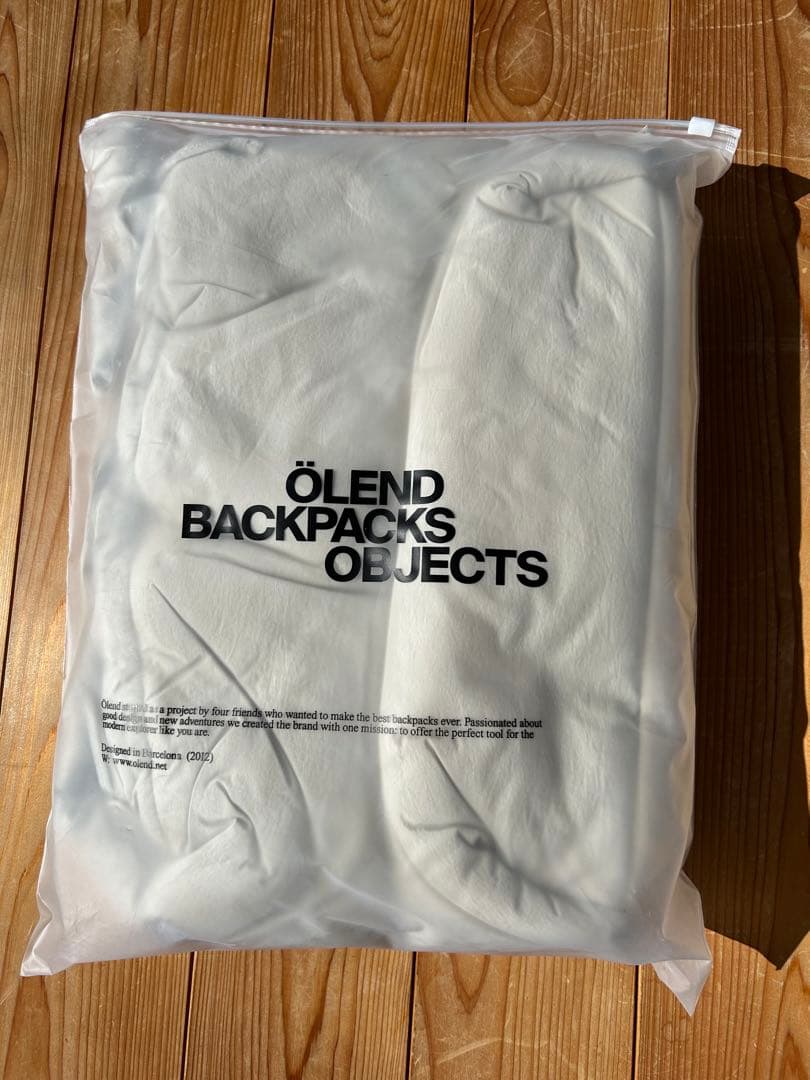 ÖLEND
BACKPACKS
OBJECTS
Ölend started as a project by four friends who wanted to make the best backpacks ever. Passionated about
good design and new adventures we created the brand with one mission: to offer the perfect tool for the
modern explorer like you are.
Designed in Barcelona (2012)
W: www.olend.net